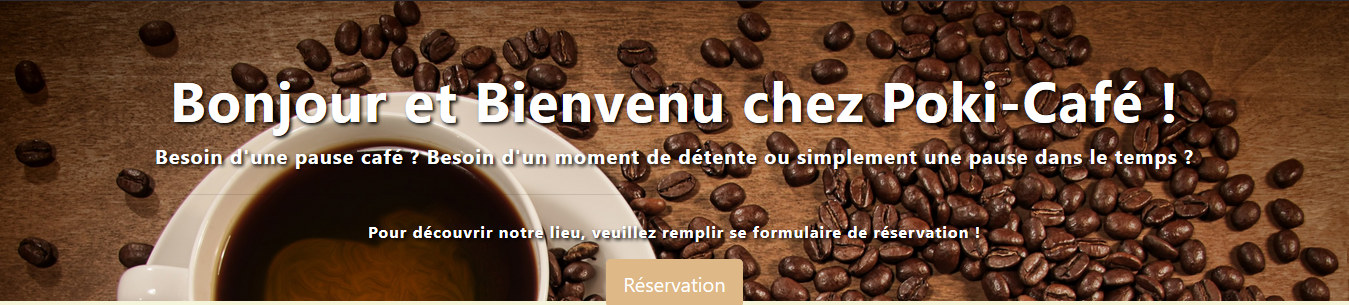 Bonjour et Bienvenu chez Poki-Café !
Besoin d'une pause café ? Besoin d'un moment de détente ou simplement une pause dans le temps ?
Pour découvrir notre lieu, veuillez remplir se formulaire de réservation !
Réservation